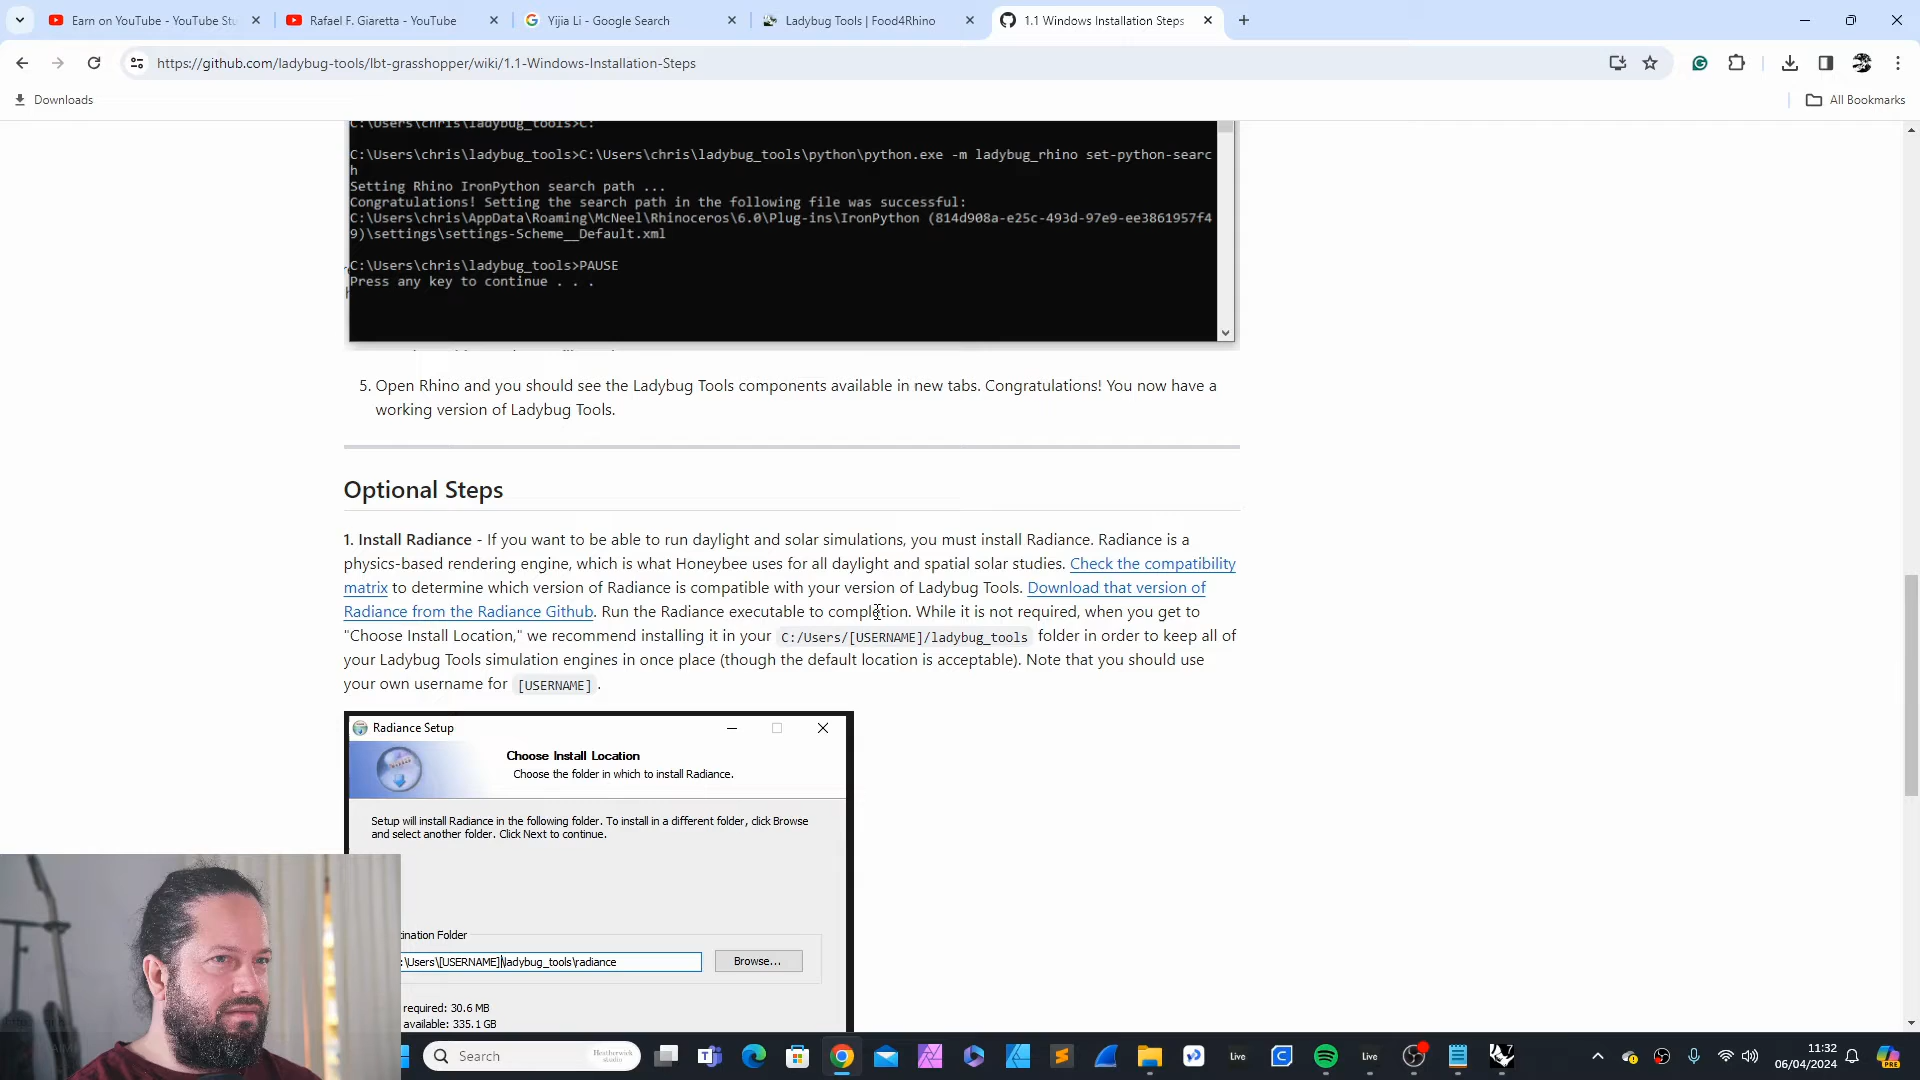 Earn on YouTube - YouTube Stu
Rafael F. Giaretta - YouTube
Yijia Li - Google Search
Ladybug Tools | Food4Rhino
1.1 Windows Installation Steps
https://github.com/ladybug-tools/lbt-grasshopper/wiki/1.1-Windows-Installation-Steps
Downloads
All Bookmarks
C:\Users\chris\ladybug_tools>C:
C:\Users\chris\ladybug_tools>C:\Users\chris\ladybug_tools\python\python.exe -m ladybug_rhino set-python-searc
h
Setting Rhino IronPython search path ...
Congratulations! Setting the search path in the following file was successful:
C:\Users\chris\AppData\Roaming\McNeel\Rhinoceros\6.0\Plug-ins\IronPython (814d908a-e25c-493d-97e9-ee3861957f4
9)\settings\settings-Scheme__Default.xml
C:\Users\chris\ladybug_tools>PAUSE
Press any key to continue . . .
5. Open Rhino and you should see the Ladybug Tools components available in new tabs. Congratulations! You now have a
working version of Ladybug Tools.
Optional Steps
1. Install Radiance - If you want to be able to run daylight and solar simulations, you must install Radiance. Radiance is a
physics-based rendering engine, which is what Honeybee uses for all daylight and spatial solar studies. Check the compatibility
matrix to determine which version of Radiance is compatible with your version of Ladybug Tools. Download that version of
Radiance from the Radiance Github. Run the Radiance executable to completion. While it is not required, when you get to
"Choose Install Location," we recommend installing it in your C:/Users/[USERNAME]/ladybug_tools folder in order to keep all of
your Ladybug Tools simulation engines in once place (though the default location is acceptable). Note that you should use
your own username for [USERNAME].
Radiance Setup
Choose Install Location
Choose the folder in which to install Radiance.
Setup will install Radiance in the following folder. To install in a different folder, click Browse
and select another folder. Click Next to continue.
tination Folder
:\Users\[USERNAME]\ladybug_tools\radiance
Browse...
required: 30.6 MB
available: 335.1 GB
Search
Heatherwick
studio
Live
Live
11:32
06/04/2024
PRE